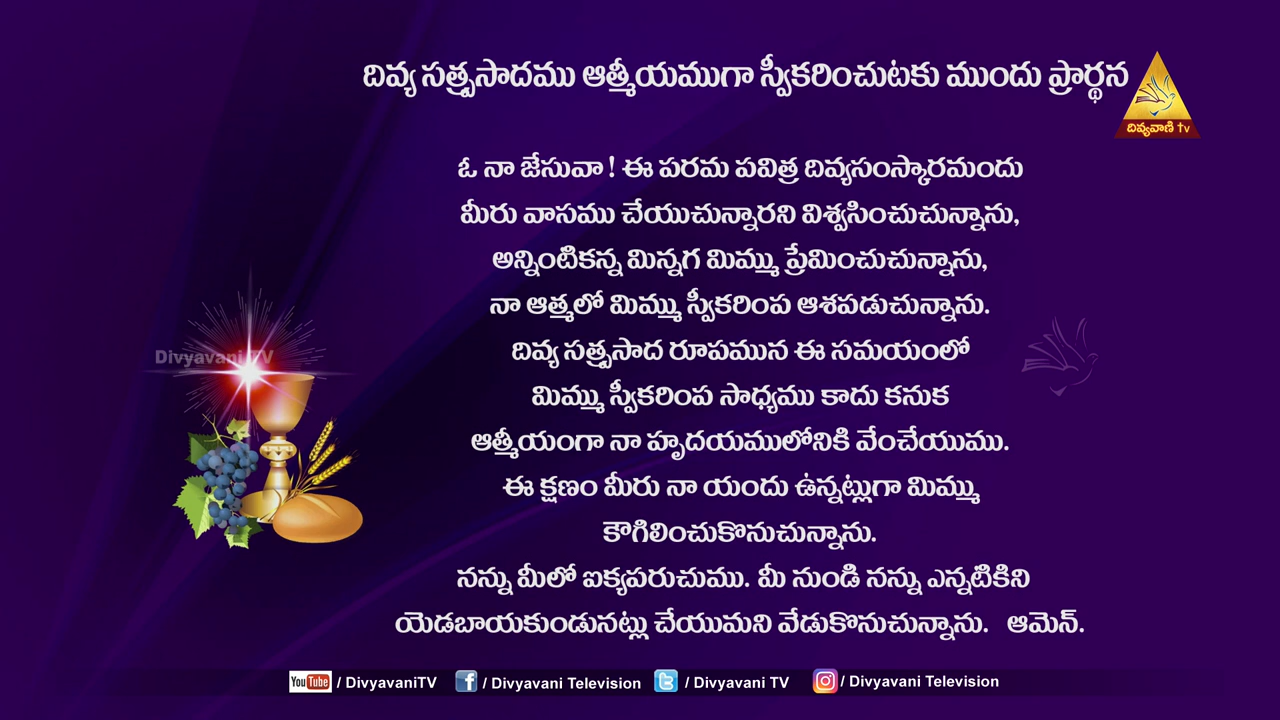 దివ్య సత్ప్రసాదము ఆత్మీయముగా స్వీకరించుటకు ముందు ప్రార్థన
దివ్యవాణి tv
ఓ నా జేసువా ! ఈ పరమ పవిత్ర దివ్యసంస్కారమందు
మీరు వాసము చేయుచున్నారని విశ్వసించుచున్నాను,
అన్నింటికన్న మిన్నగ మిమ్ము ప్రేమించుచున్నాను,
నా ఆత్మలో మిమ్ము స్వీకరింప ఆశపడుచున్నాను.
దివ్య సత్ప్రసాద రూపమున ఈ సమయంలో
Divyavani TV
మిమ్ము స్వీకరింప సాధ్యము కాదు కనుక
ఆత్మీయంగా నా హృదయములోనికి వేంచేయుము.
ఈ క్షణం మీరు నా యందు ఉన్నట్లుగా మిమ్ము
కౌగిలించుకొనుచున్నాను.
నన్ను మీలో ఐక్యపరుచుము. మీ నుండి నన్ను ఎన్నటికిని
యెడబాయకుండునట్లు చేయుమని వేడుకొనుచున్నాను. ఆమెన్.
YouTube / DivyavaniTV / Divyavani Television / Divyavani TV / Divyavani Television